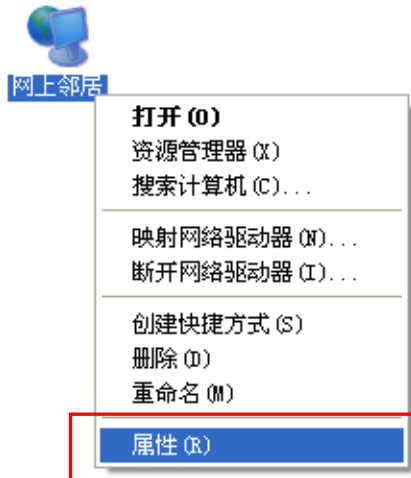 网上邻居
打开(O)
资源管理器(X)
搜索计算机(C)...
映射网络驱动器(N)...
断开网络驱动器(I)...
创建快捷方式(S)
删除(D)
重命名(M)
属性(R)